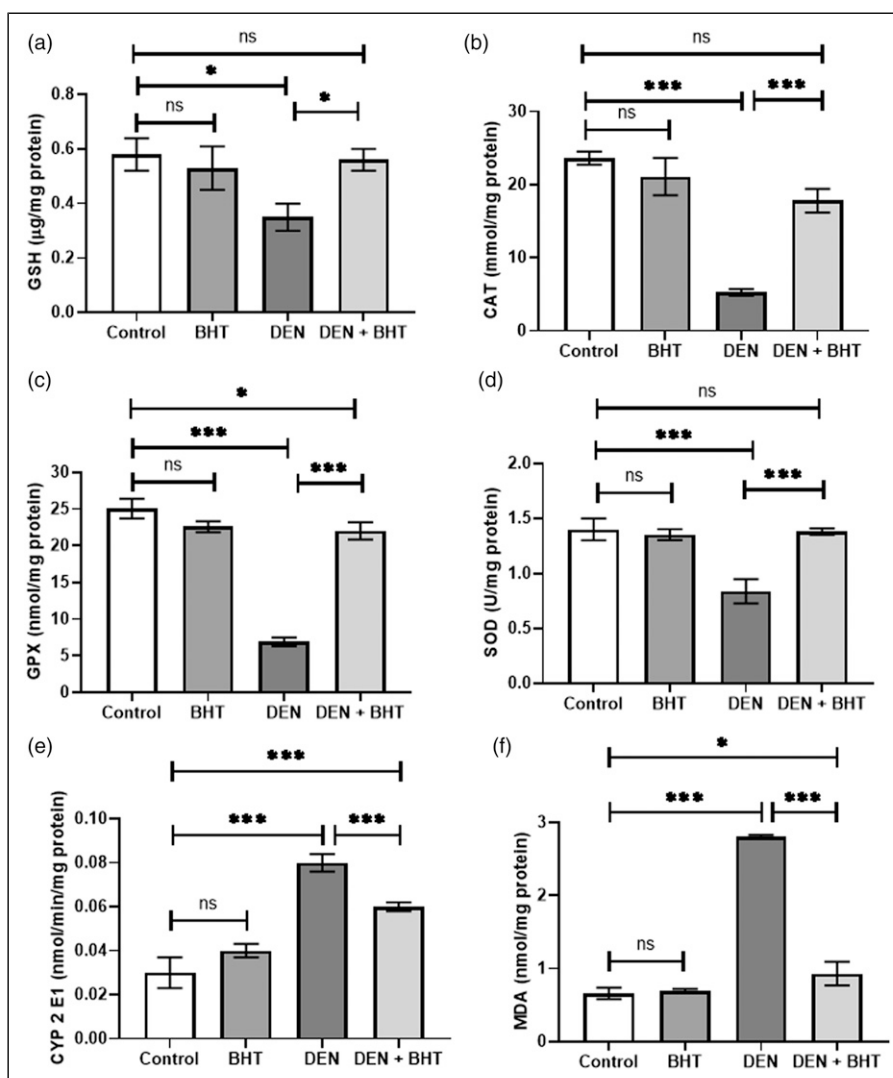 (a)
ns
*
ns
*
GSH (µg/mg protein)
0.8
0.6
0.4
0.2
0.0
Control BHT DEN DEN + BHT
(b)
ns
***
***
ns
CAT (mmol/mg protein)
30
20
10
0
Control BHT DEN DEN + BHT
(c)
*
***
ns
***
GPX (nmol/mg protein)
30
25
20
15
10
5
0
Control BHT DEN DEN + BHT
(d)
ns
***
ns
***
SOD (U/mg protein)
2.0
1.5
1.0
0.5
0.0
Control BHT DEN DEN + BHT
(e)
***
***
***
ns
CYP 2 E1 (nmol/min/mg protein)
0.10
0.08
0.06
0.04
0.02
0.00
Control BHT DEN DEN + BHT
(f)
*
***
***
ns
MDA (nmol/mg protein)
3
2
1
0
Control BHT DEN DEN + BHT